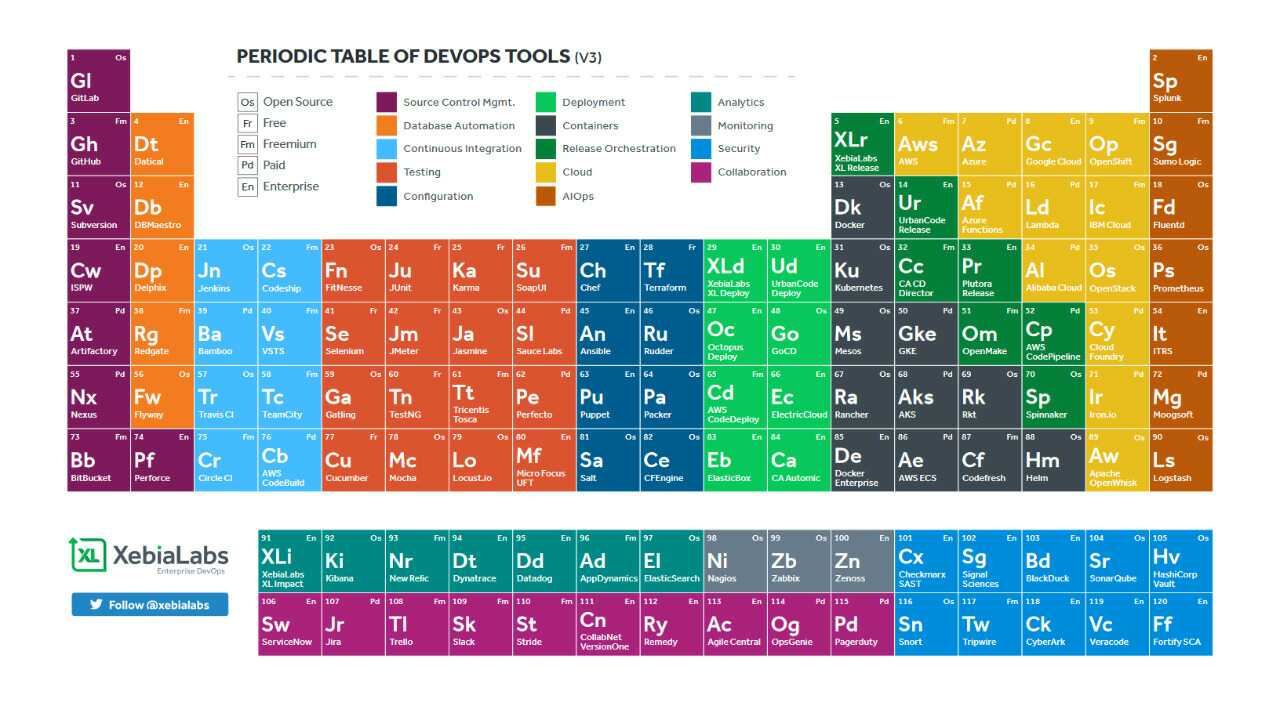 PERIODIC TABLE OF DEVOPS TOOLS (V3)
Os Open Source
Fr Free
Fm Freemium
Pd Paid
En Enterprise
Source Control Mgmt.
Database Automation
Continuous Integration
Testing
Configuration
Deployment
Containers
Release Orchestration
Cloud
AIOps
Analytics
Monitoring
Security
Collaboration
1 Os 2 En
Gl Sp
GitLab Splunk
3 Fm 4 En 5 En 6 Fm 7 Pd 8 En 9 En 10 Fm
Gh Dt XLr Aws Az Gc Op Sg
GitHub Datical XebiaLabs XL Release AWS Azure Google Cloud OpenShift Sumo Logic
11 Os 12 En 13 Os 14 En 15 Pd 16 Pd 17 Fm 18 Os
Sv Db Dk Ur Af Ld Ic Fd
Subversion DBMaestro Docker UrbanCode Release Azure Functions Lambda IBM Cloud Fluentd
19 En 20 En 21 Os 22 Fm 23 Os 24 Fr 25 Fr 26 Fm 27 En 28 Fr 29 En 30 En 31 Os 32 Fm 33 En 34 Pd 35 Os 36 Os
Cw Dp Jn Cs Fn Ju Ka Su Ch Tf XLd Ud Ku Cc Pr Al Os Ps
ISPW Delphix Jenkins Codeship FitNesse JUnit Karma SoapUI Chef Terraform XebiaLabs XL Deploy UrbanCode Deploy Kubernetes CA CD Director Plutora Release Alibaba Cloud OpenStack Prometheus
37 Pd 38 Fm 39 Pd 40 Fm 41 Fr 42 Fr 43 Os 44 Pd 45 En 46 Os 47 En 48 Os 49 Os 50 Pd 51 Fm 52 Pd 53 Os 54 En
At Rg Ba Vs Se Jm Ja Sl An Ru Oc Go Ms Gke Om Cp Cy It
Artifactory Redgate Bamboo VSTS Selenium JMeter Jasmine Sauce Labs Ansible Rudder Octopus Deploy GoCD Mesos GKE OpenMake AWS CodePipeline Cloud Foundry ITRS
55 Pd 56 Os 57 Os 58 Fm 59 Os 60 Fr 61 Fm 62 Pd 63 En 64 Os 65 Fm 66 En 67 Os 68 Pd 69 Os 70 Os 71 Pd 72 Pd
Nx Fw Tr Tc Ga Tn Tt Pe Pu Pa Cd Ec Ra Aks Rk Sp Ir Mg
Nexus Flyway Travis CI TeamCity Gatling TestNG Tricentis Tosca Perfecto Puppet Packer AWS CodeDeploy ElectricCloud Rancher AKS Rkt Spinnaker Iron.io Moogsoft
73 Fm 74 En 75 Fm 76 Pd 77 Fr 78 Os 79 Os 80 En 81 Os 82 Os 83 En 84 En 85 En 86 Pd 87 Fm 88 Os 89 Os 90 Os
Bb Pf Cr Cb Cu Mc Lo Mf Sa Ce Eb Ca De Ae Cf Hm Aw Ls
BitBucket Perforce Circle CI AWS CodeBuild Cucumber Mocha Locust.io Micro Focus UFT Salt CFEngine ElasticBox CA Automic Docker Enterprise AWS ECS Codefresh Helm Apache OpenWhisk Logstash
XL XebiaLabs
Enterprise DevOps
Follow @xebialabs
91 En 92 Os 93 Fm 94 En 95 En 96 Fm 97 En 98 Os 99 Os 100 En 101 En 102 En 103 En 104 Os 105 Os
XLi Ki Nr Dt Dd Ad El Ni Zb Zn Cx Sg Bd Sr Hv
XebiaLabs XL Impact Kibana New Relic Dynatrace Datadog AppDynamics ElasticSearch Nagios Zabbix Zenoss Checkmarx SAST Signal Sciences BlackDuck SonarQube HashiCorp Vault
106 En 107 Pd 108 Fm 109 Fm 110 Fm 111 En 112 En 113 En 114 Pd 115 Pd 116 Os 117 Fm 118 En 119 En 120 En
Sw Jr Tl Sk St Cn Ry Ac Og Pd Sn Tw Ck Vc Ff
ServiceNow Jira Trello Slack Stride CollabNet VersionOne Remedy Agile Central OpsGenie Pagerduty Snort Tripwire CyberArk Veracode Fortify SCA